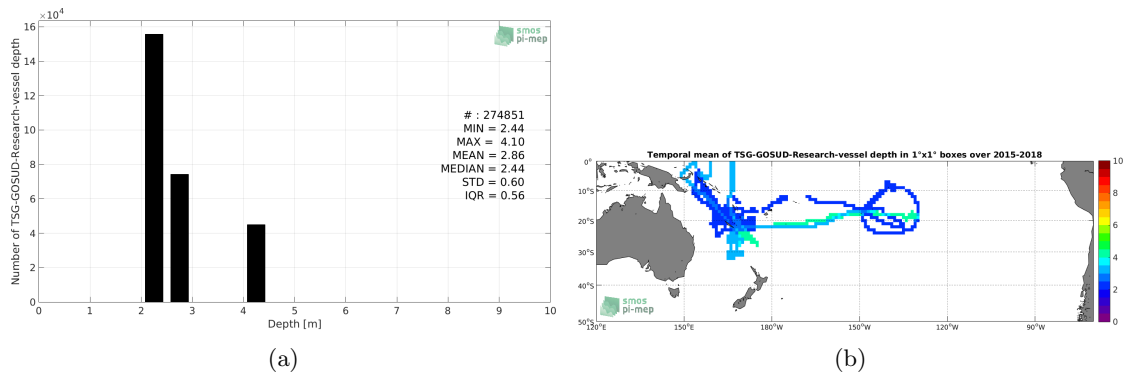 ×10⁴
16
14
12
10
8
6
4
2
0
Number of TSG-GOSUD-Research-vessel depth
smos
pi-mep
# : 274851
MIN = 2.44
MAX = 4.10
MEAN = 2.86
MEDIAN = 2.44
STD = 0.60
IQR = 0.56
0 1 2 3 4 5 6 7 8 9 10
Depth [m]
(a)
Temporal mean of TSG-GOSUD-Research-vessel depth in 1°x1° boxes over 2015-2018
0°
10°S
20°S
30°S
40°S
50°S
120°E 150°E 180°W 150°W 120°W 90°W
smos
pi-mep
10
8
6
4
2
0
(b)